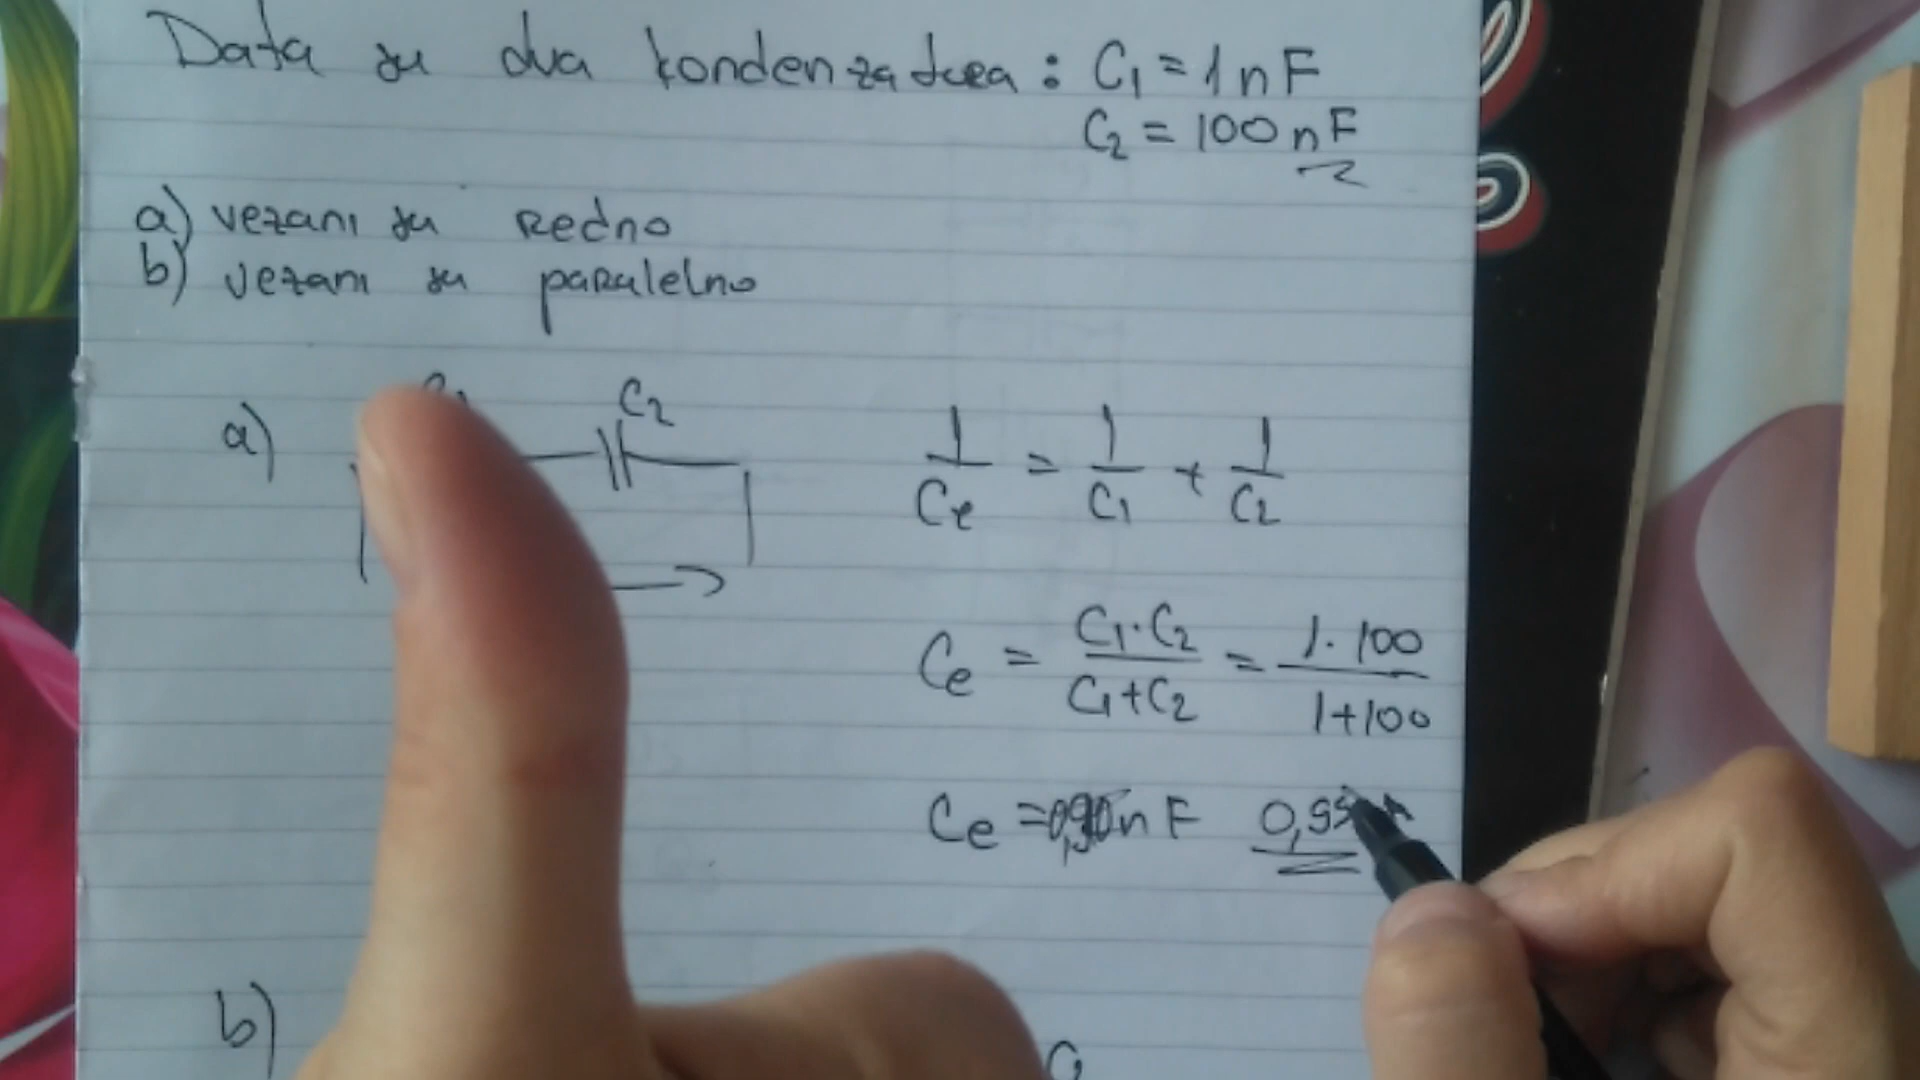 Data su dva kondenzatora: C₁ = 1nF
C₂ = 100nF
a) vezani su redno
b) vezani su paralelno
a)
C₂
1/Ce = 1/C₁ + 1/C₂
Ce = C₁·C₂/C₁+C₂ = 1·100/1+100
Ce = nF
b)